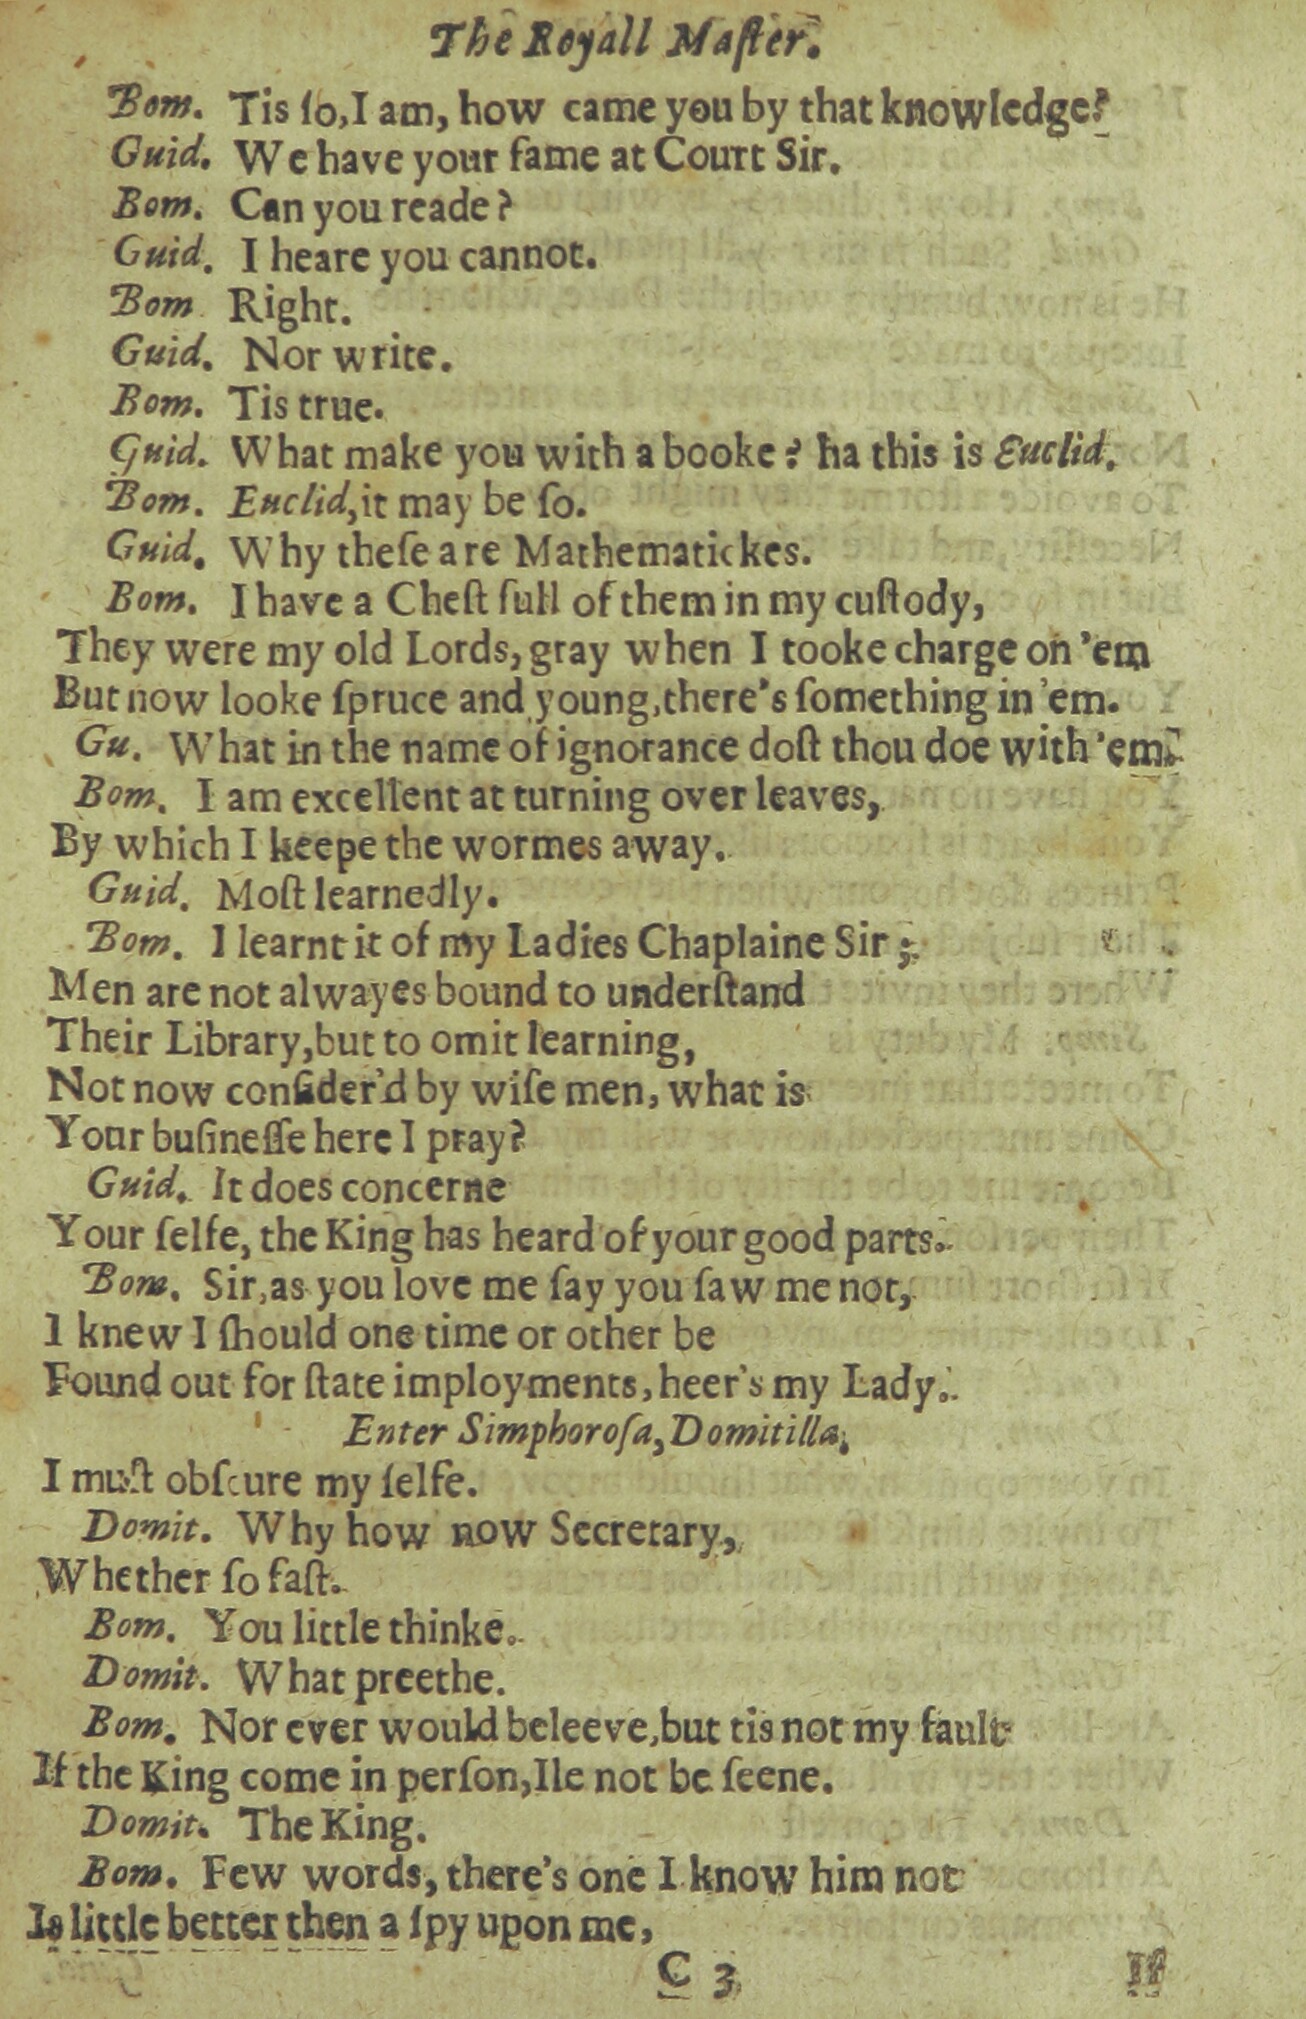 The Royall Maſter.
Bom. Tis ſo,I am, how came you by that knowledge?
Guid. We have your fame at Court Sir.
Bom. Can you reade?
Guid. I heare you cannot.
Bom. Right.
Guid. Nor write.
Bom. Tis true.
Guid. What make you with a booke? ha this is Euclid.
Bom. Euclid,it may be ſo.
Guid. Why theſe are Mathematickes.
Bom. I have a Cheſt full of them in my cuſtody,
They were my old Lords, gray when I tooke charge on 'em
But now looke ſpruce and young,there's ſomething in 'em.
Gu. What in the name of ignorance doſt thou doe with 'em?
Bom. I am excellent at turning over leaves,
By which I keepe the wormes away.
Guid. Moſt learnedly.
Bom. I learnt it of my Ladies Chaplaine Sir;
Men are not alwayes bound to underſtand
Their Library,but to omit learning,
Not now conſider'd by wiſe men, what is
Your buſineſſe here I pray?
Guid. It does concerne
Your ſelfe, the King has heard of your good parts.
Bom. Sir,as you love me ſay you ſaw me not,
I knew I ſhould one time or other be
Found out for ſtate imployments,heer's my Lady.
Enter Simphoroſa, Domitilla,
I muſt obſcure my ſelfe.
Domit. Why how now Secretary,
Whether ſo faſt.
Bom. You little thinke.
Domit. What preethe.
Bom. Nor ever would beleeve,but tis not my fault
If the King come in perſon,Ile not be ſeene.
Domit. The King.
Bom. Few words, there's one I know him not
Is little better then a ſpy upon me,
C 3
If